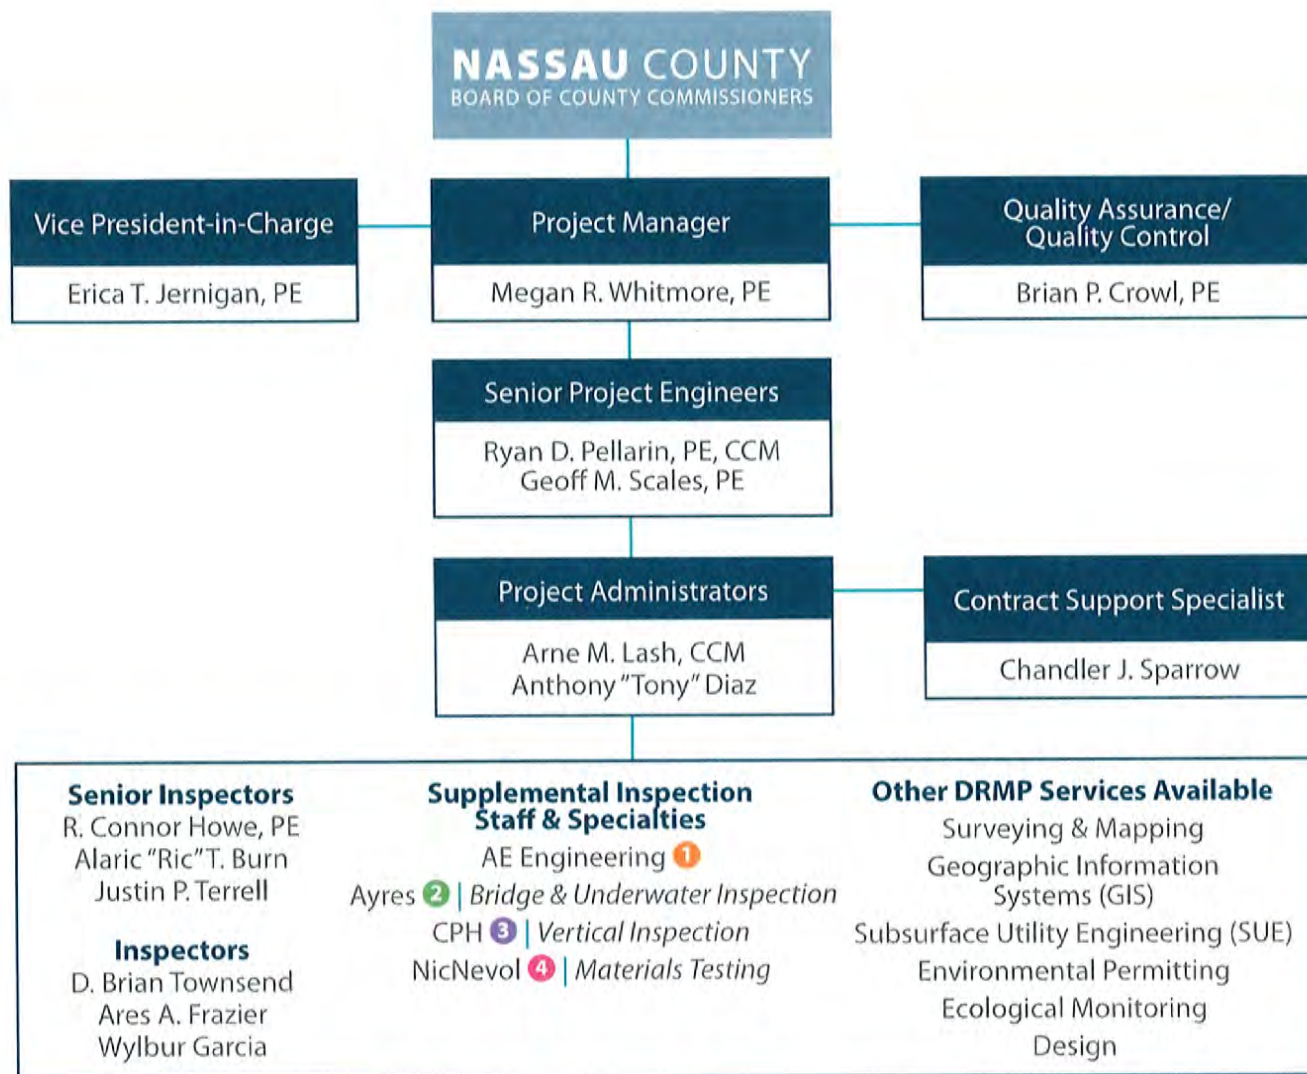 NASSAU COUNTY
BOARD OF COUNTY COMMISSIONERS
Vice President-in-Charge
Erica T. Jernigan, PE
Project Manager
Megan R. Whitmore, PE
Quality Assurance/
Quality Control
Brian P. Crowl, PE
Senior Project Engineers
Ryan D. Pellarin, PE, CCM
Geoff M. Scales, PE
Project Administrators
Arne M. Lash, CCM
Anthony "Tony" Diaz
Contract Support Specialist
Chandler J. Sparrow
Senior Inspectors
R. Connor Howe, PE
Alaric "Ric" T. Burn
Justin P. Terrell
Inspectors
D. Brian Townsend
Ares A. Frazier
Wylbur Garcia
Supplemental Inspection
Staff & Specialties
AE Engineering 1
Ayres 2 | Bridge & Underwater Inspection
CPH 3 | Vertical Inspection
NicNevol 4 | Materials Testing
Other DRMP Services Available
Surveying & Mapping
Geographic Information
Systems (GIS)
Subsurface Utility Engineering (SUE)
Environmental Permitting
Ecological Monitoring
Design